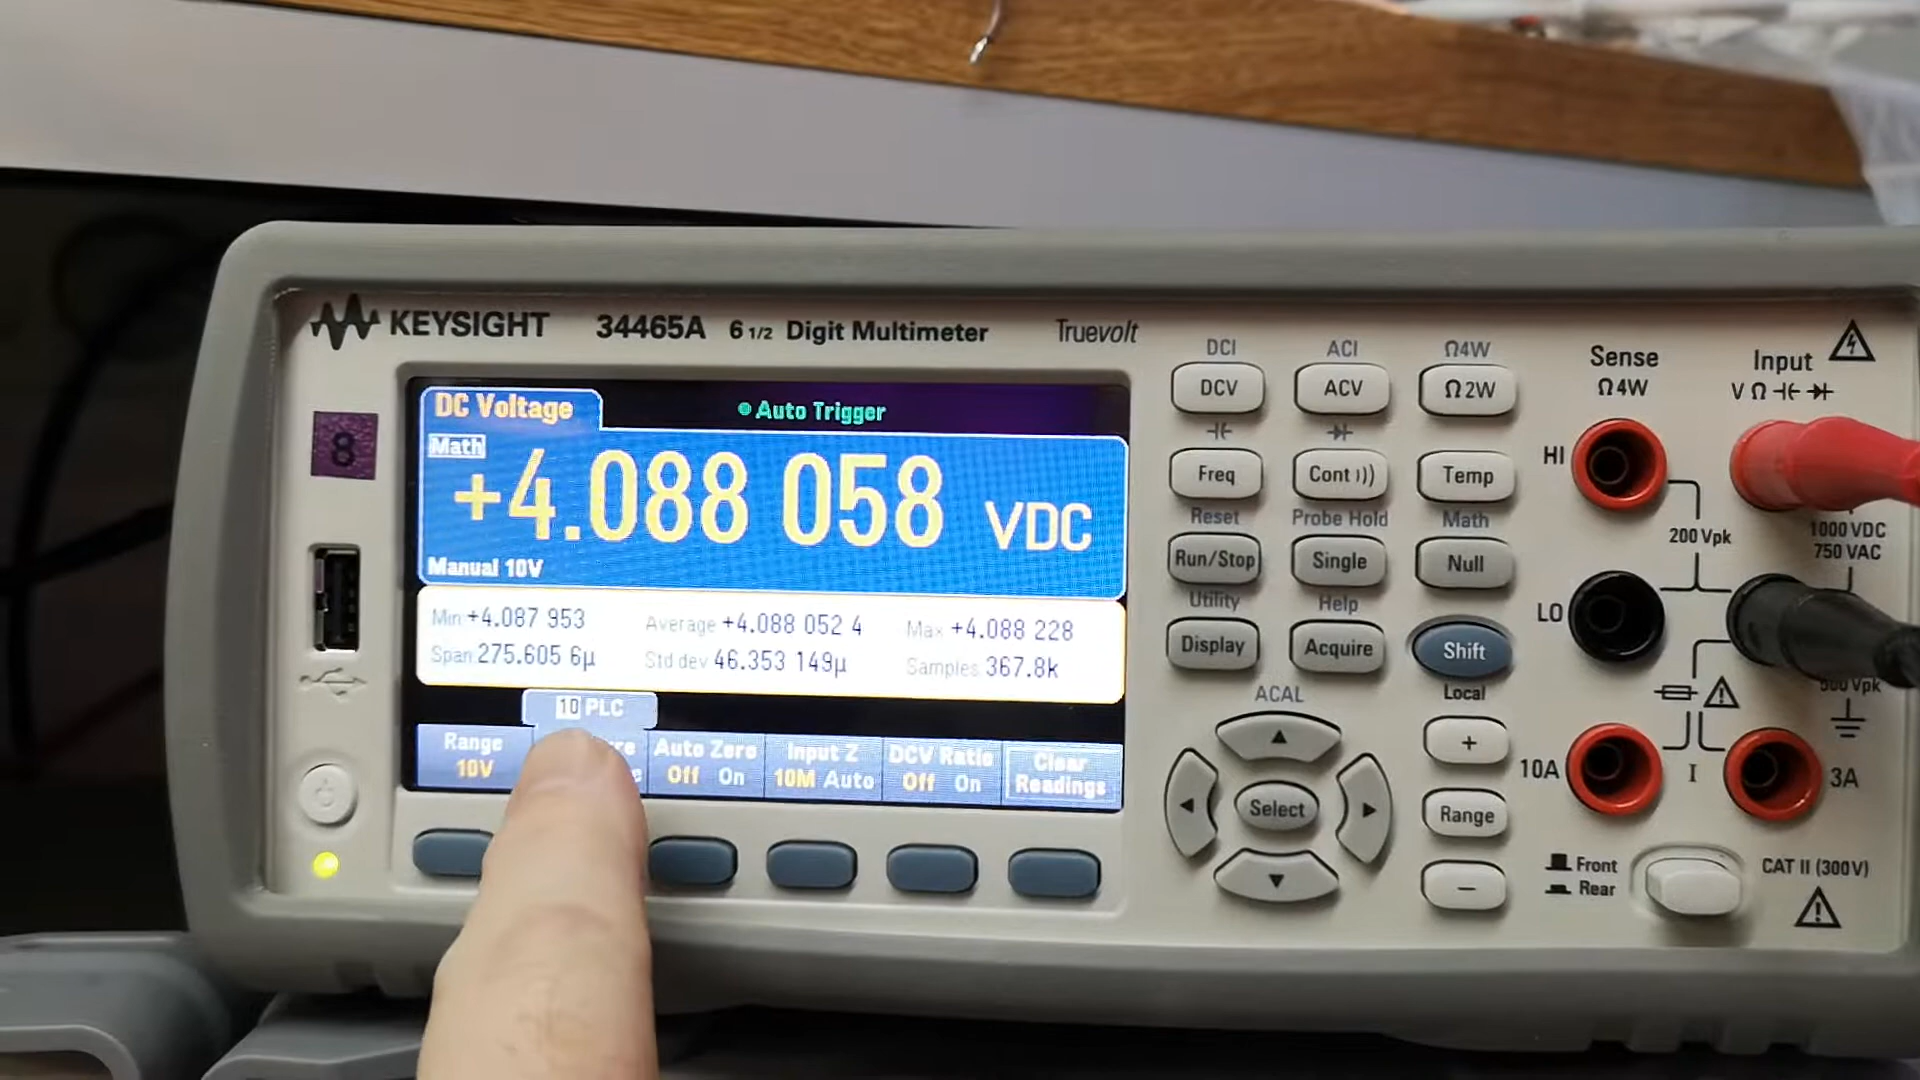 KEYSIGHT 34465A 6 1/2 Digit Multimeter Truevolt
8
DC Voltage
Auto Trigger
Math
+4.088 058 VDC
Manual 10V
Min +4.087 953 Average +4.088 052 4 Max +4.088 228
Span 275.605 6µ Std dev 46.353 149µ Samples 367.8k
10 PLC
Range
10V
Auto Zero
Off On
Input Z
10M Auto
DCV Ratio
Off On
Clear
Readings
DCI ACI Ω4W
DCV ACV Ω2W
Freq Cont Temp
Reset Probe Hold Math
Run/Stop Single Null
Utility Help
Display Acquire Shift
Local
ACAL
Select
+
Range
−
Sense
Ω4W
Input
V Ω
HI
200 Vpk
1000 VDC
750 VAC
LO
10A
I
3A
Front
Rear
CAT II (300V)